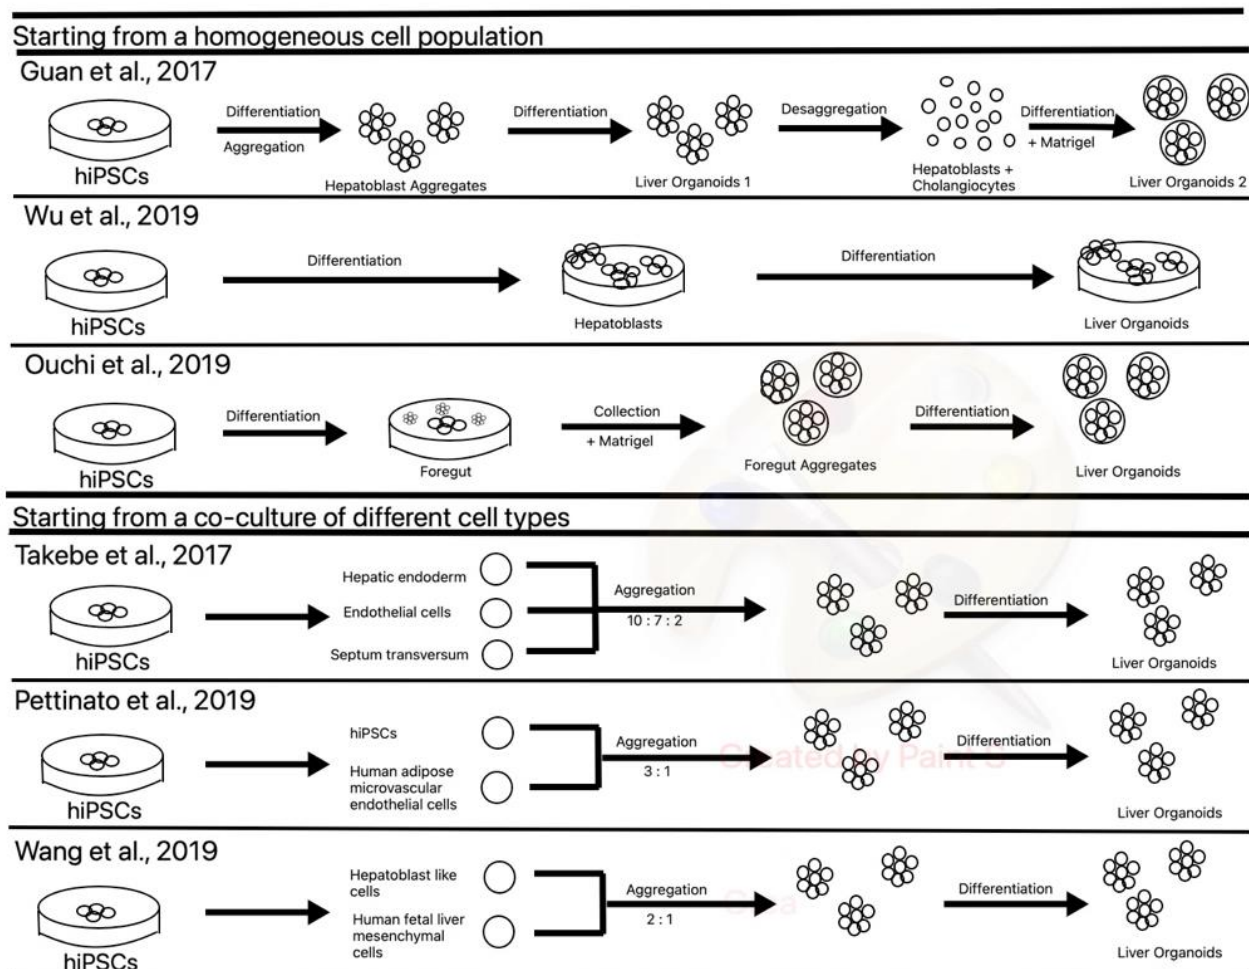 Starting from a homogeneous cell population
Guan et al., 2017
hiPSCs
Differentiation
Aggregation
Hepatoblast Aggregates
Differentiation
Liver Organoids 1
Desaggregation
Hepatoblasts +
Cholangiocytes
Differentiation
+ Matrigel
Liver Organoids 2
Wu et al., 2019
hiPSCs
Differentiation
Hepatoblasts
Differentiation
Liver Organoids
Ouchi et al., 2019
hiPSCs
Differentiation
Foregut
Collection
+ Matrigel
Foregut Aggregates
Differentiation
Liver Organoids
Starting from a co-culture of different cell types
Takebe et al., 2017
hiPSCs
Hepatic endoderm
Endothelial cells
Septum transversum
Aggregation
10 : 7 : 2
Differentiation
Liver Organoids
Pettinato et al., 2019
hiPSCs
hiPSCs
Human adipose
microvascular
endothelial cells
Aggregation
3 : 1
Created by Paint S
Differentiation
Liver Organoids
Wang et al., 2019
hiPSCs
Hepatoblast like
cells
Human fetal liver
mesenchymal
cells
Aggregation
2 : 1
Crea
Differentiation
Liver Organoids